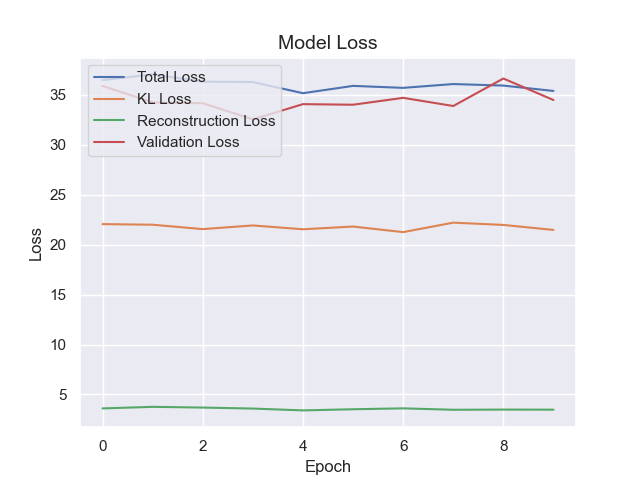 Model Loss
Total Loss
KL Loss
Reconstruction Loss
Validation Loss
35
30
25
20
15
10
5
Loss
0 2 4 6 8
Epoch